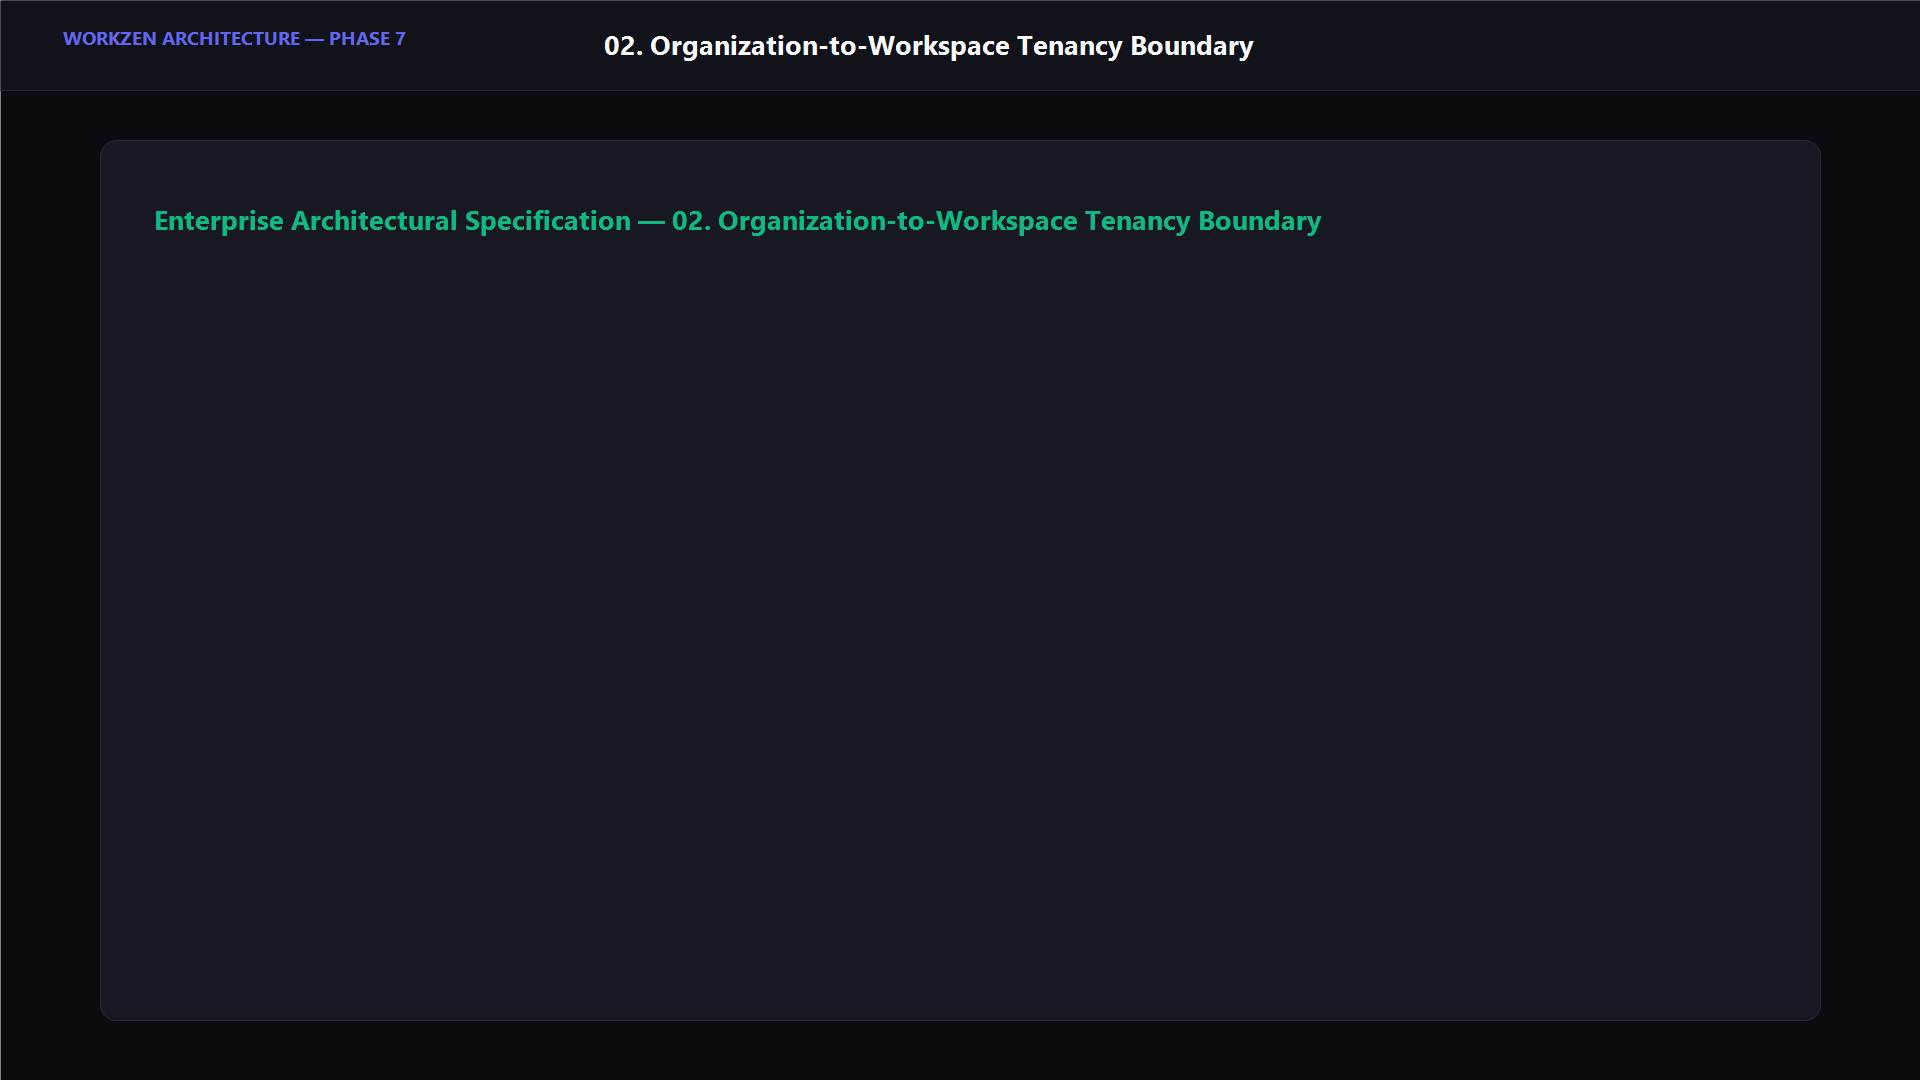 WORKZEN ARCHITECTURE — PHASE 7
02. Organization-to-Workspace Tenancy Boundary
Enterprise Architectural Specification — 02. Organization-to-Workspace Tenancy Boundary